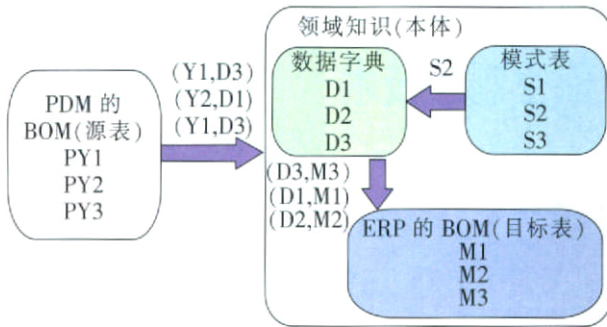 领域知识(本体)
PDM 的
BOM(源表)
PY1
PY2
PY3
(Y1,D3)
(Y2,D1)
(Y1,D3)
数据字典
D1
D2
D3
S2
模式表
S1
S2
S3
(D3,M3)
(D1,M1)
(D2,M2)
ERP 的 BOM(目标表)
M1
M2
M3